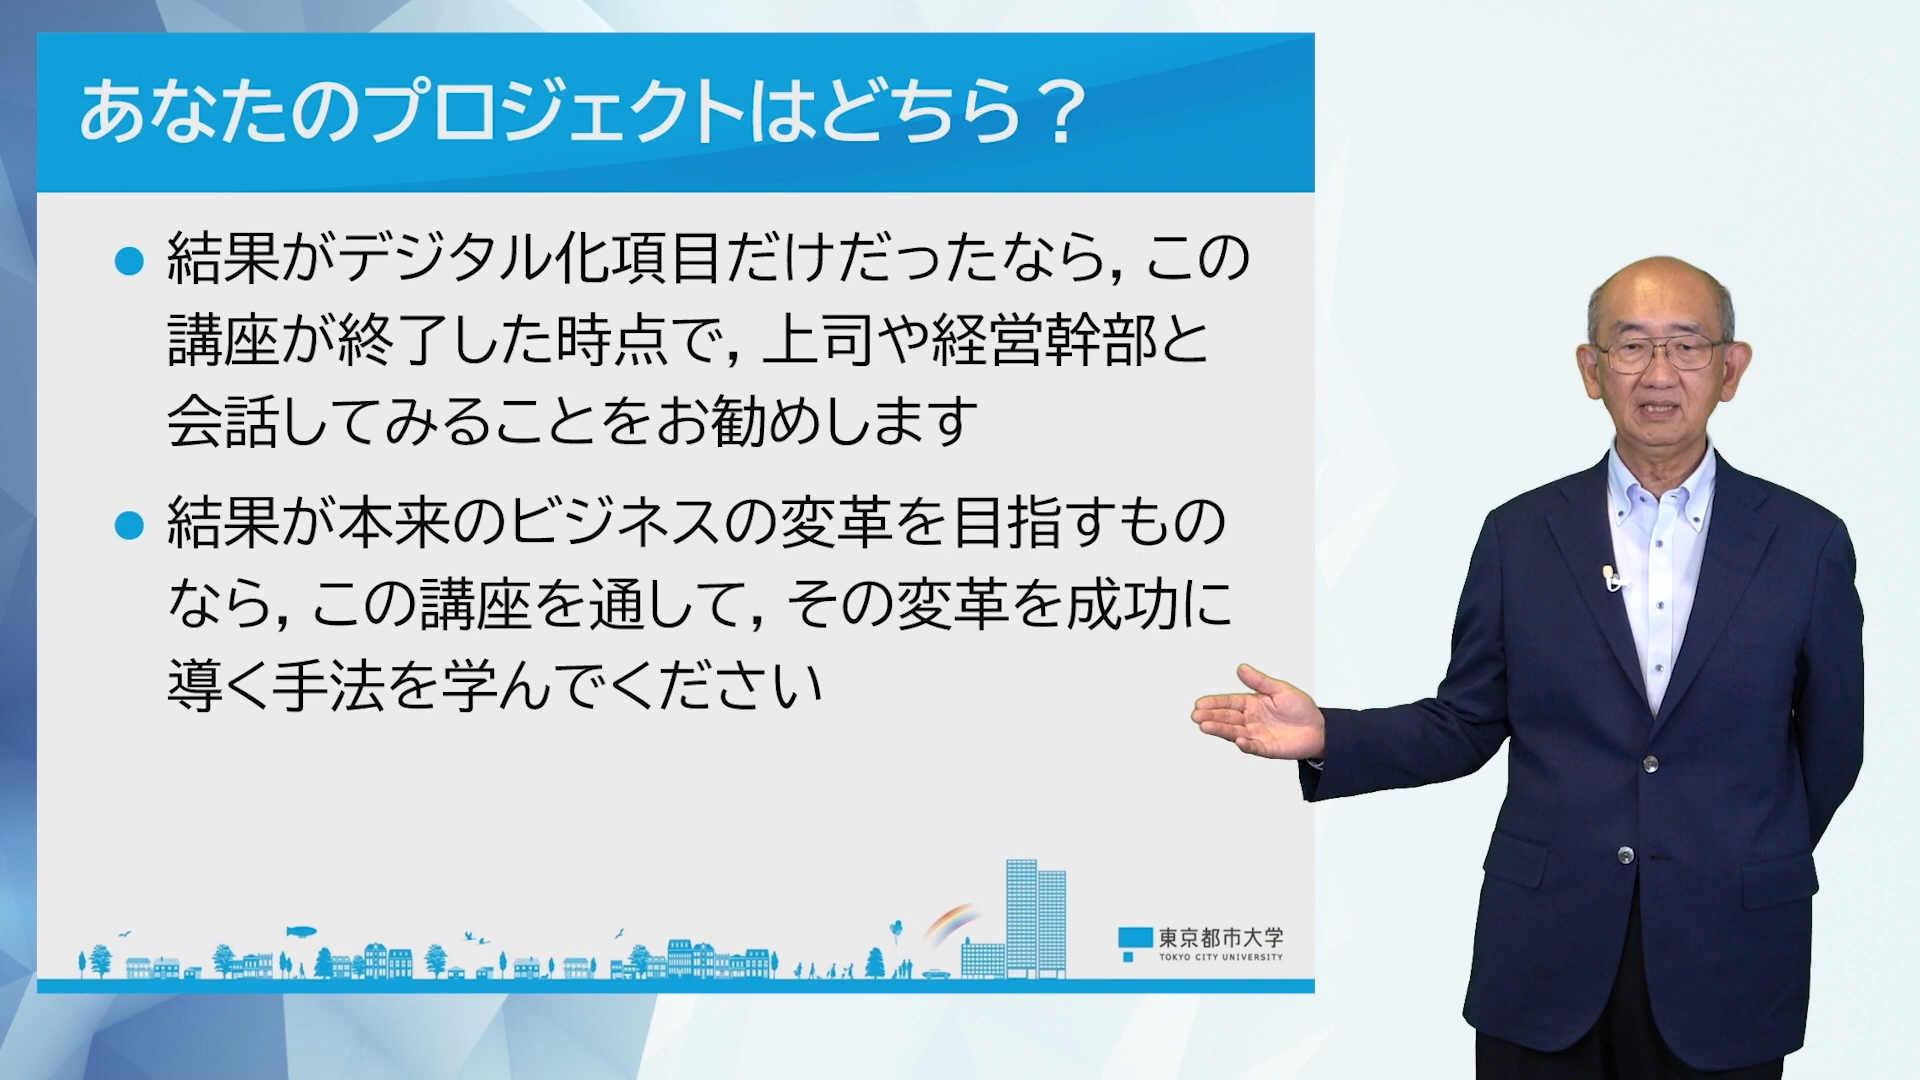 あなたのプロジェクトはどちら？
● 結果がデジタル化項目だけだったなら，この
講座が終了した時点で，上司や経営幹部と
会話してみることをお勧めします
● 結果が本来のビジネスの変革を目指すもの
なら，この講座を通して，その変革を成功に
導く手法を学んでください
東京都市大学
TOKYO CITY UNIVERSITY